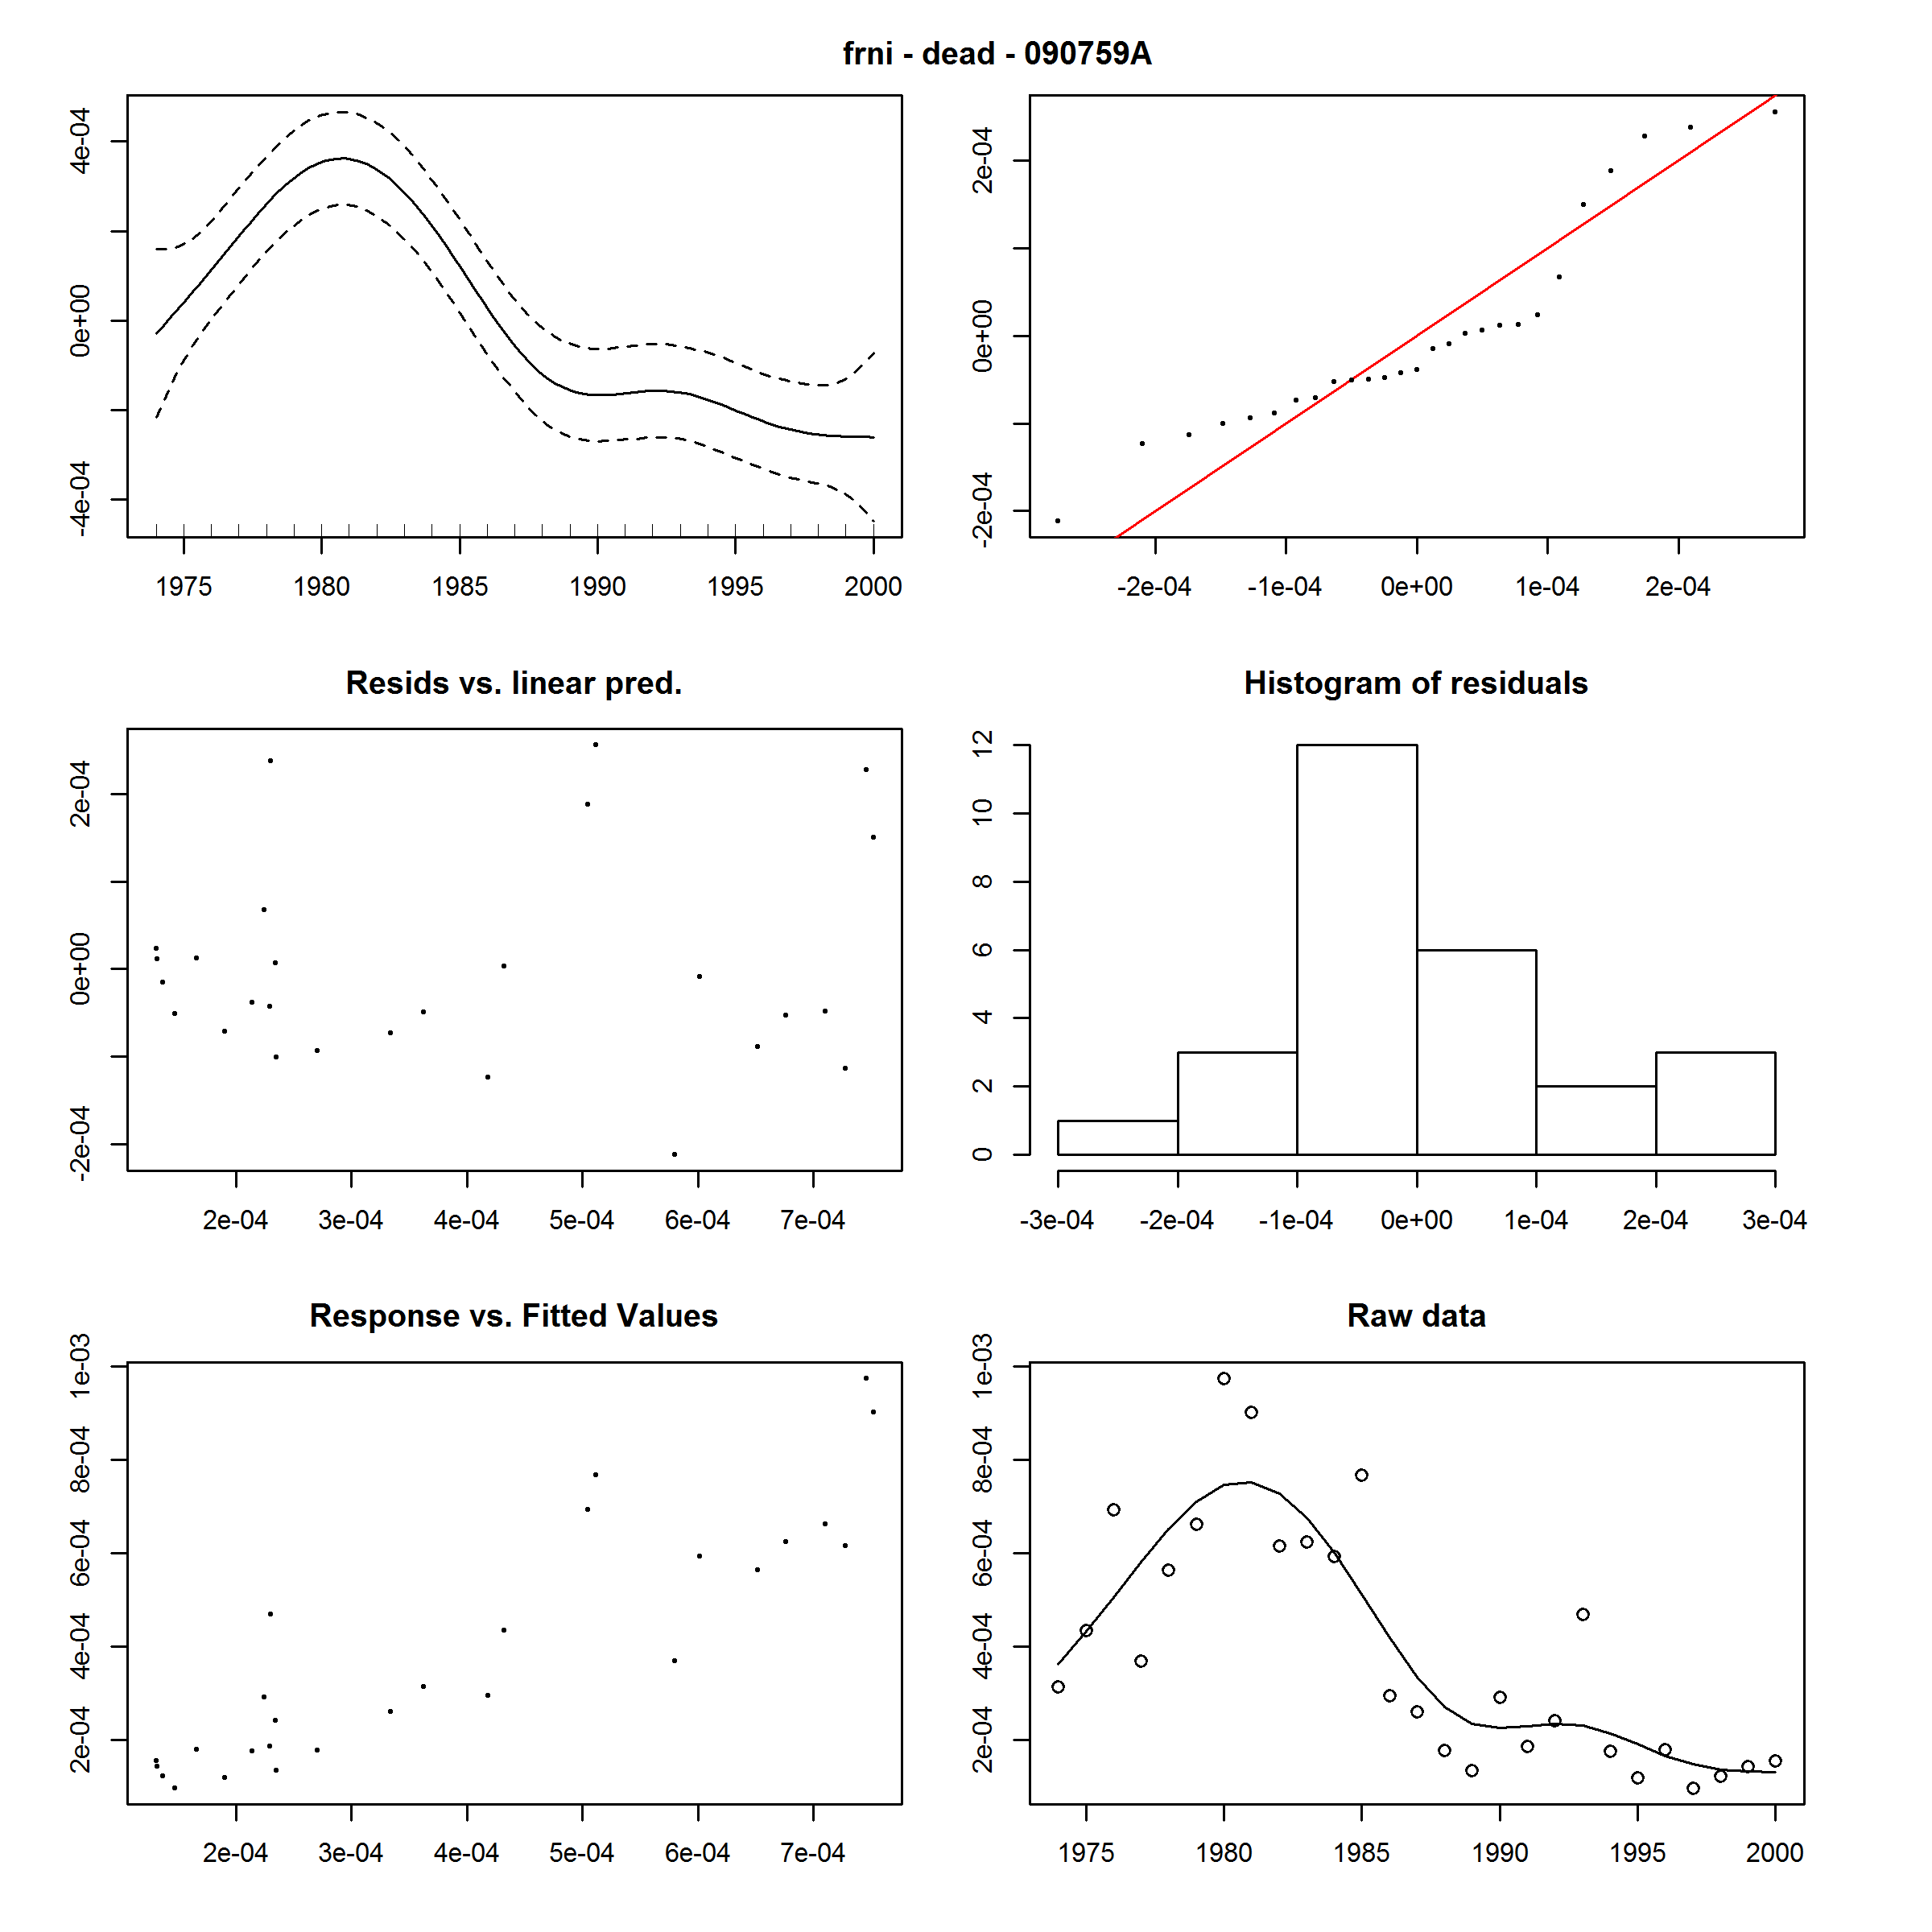 frni - dead - 090759A
4e-04
0e+00
-4e-04
1975 1980 1985 1990 1995 2000
2e-04
0e+00
-2e-04
-2e-04 -1e-04 0e+00 1e-04 2e-04
Resids vs. linear pred.
2e-04
0e+00
-2e-04
2e-04 3e-04 4e-04 5e-04 6e-04 7e-04
Histogram of residuals
12
10
8
6
4
2
0
-3e-04 -2e-04 -1e-04 0e+00 1e-04 2e-04 3e-04
Response vs. Fitted Values
1e-03
8e-04
6e-04
4e-04
2e-04
2e-04 3e-04 4e-04 5e-04 6e-04 7e-04
Raw data
1e-03
8e-04
6e-04
4e-04
2e-04
1975 1980 1985 1990 1995 2000